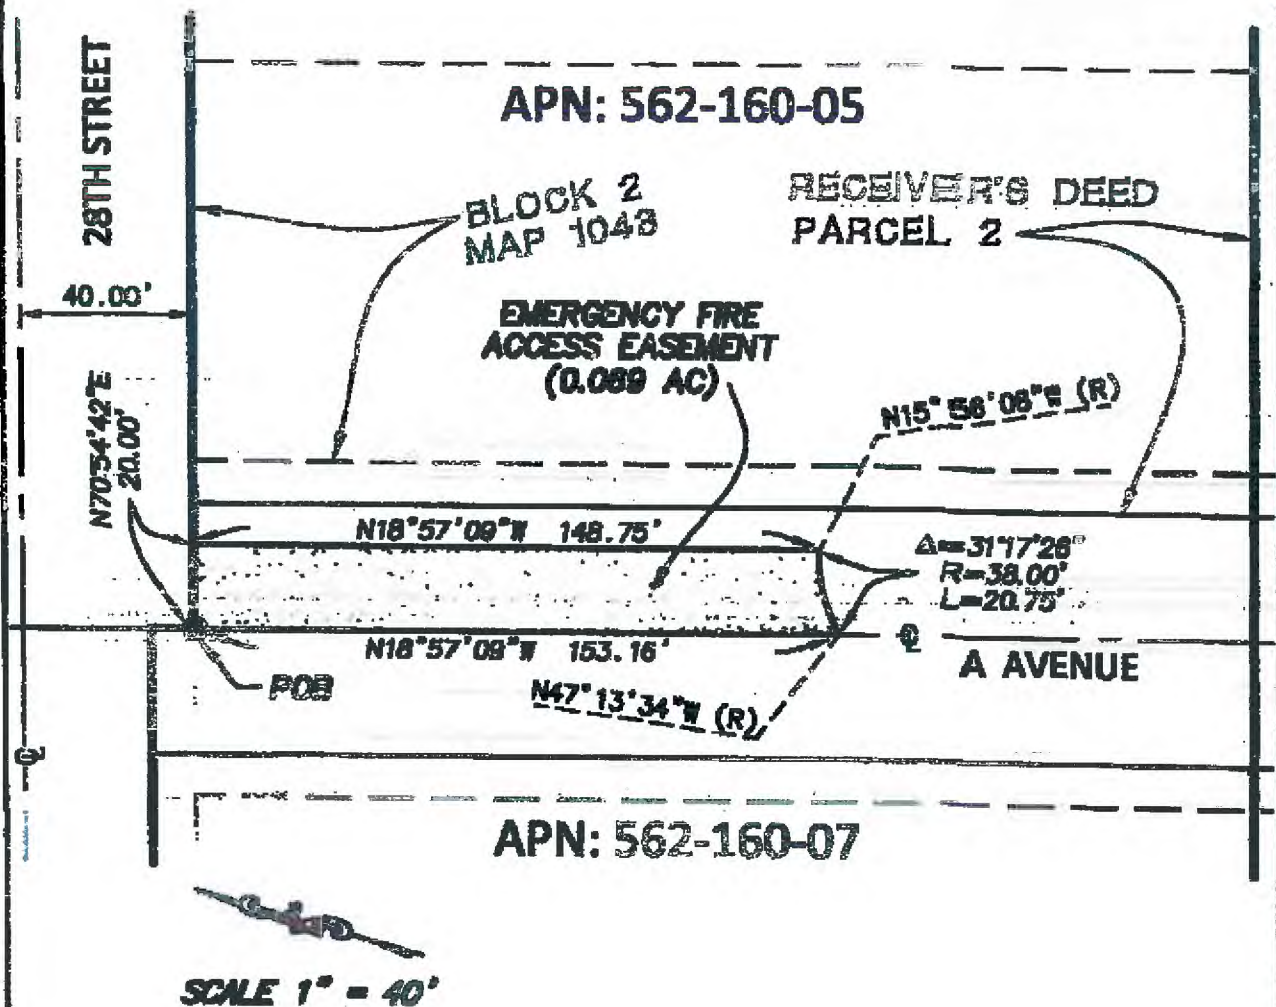 28TH STREET
APN: 562-160-05
BLOCK 2
MAP 1043
RECEIVER'S DEED
PARCEL 2
40.00'
EMERGENCY FIRE
ACCESS EASEMENT
(0.069 AC)
N70°54'42"E
20.00'
N15°56'08"W (R)
N18°57'09"W 148.75'
Δ=31°17'26"
R=38.00'
L=20.75'
N18°57'09"W 153.16'
℄
A AVENUE
POB
N47°13'34"W (R)
℄
APN: 562-160-07
SCALE 1" = 40'